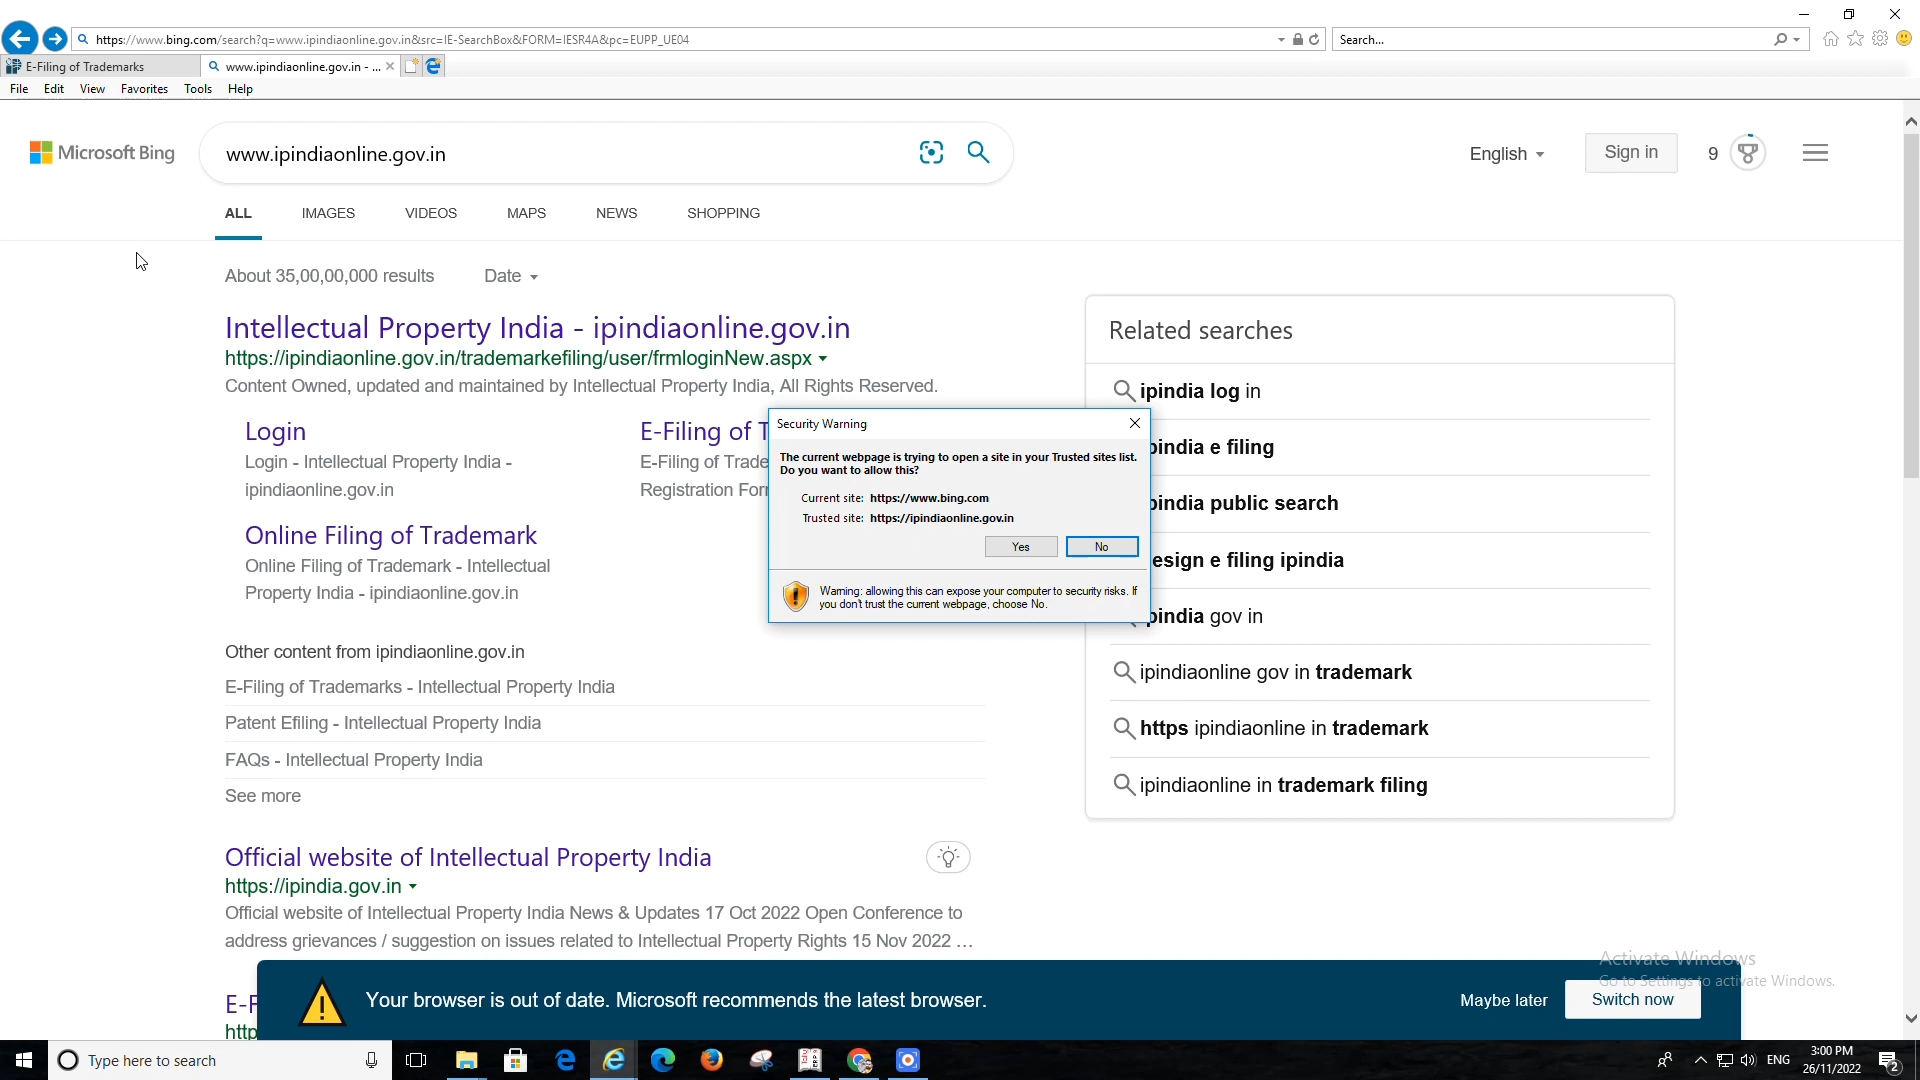 https://www.bing.com/search?q=www.ipindiaonline.gov.in&src=IE-SearchBox&FORM=IESR4A&pc=EUPP_UE04
Search...
E-Filing of Trademarks
www.ipindiaonline.gov.in - ...
File Edit View Favorites Tools Help
Microsoft Bing
www.ipindiaonline.gov.in
English
Sign in
9
ALL IMAGES VIDEOS MAPS NEWS SHOPPING
About 35,00,00,000 results
Date
Intellectual Property India - ipindiaonline.gov.in
https://ipindiaonline.gov.in/trademarkefiling/user/frmloginNew.aspx
Content Owned, updated and maintained by Intellectual Property India, All Rights Reserved.
Login
Login - Intellectual Property India -
ipindiaonline.gov.in
E-Filing of T
E-Filing of Trade
Registration For
Online Filing of Trademark
Online Filing of Trademark - Intellectual
Property India - ipindiaonline.gov.in
Other content from ipindiaonline.gov.in
E-Filing of Trademarks - Intellectual Property India
Patent Efiling - Intellectual Property India
FAQs - Intellectual Property India
See more
Official website of Intellectual Property India
https://ipindia.gov.in
Official website of Intellectual Property India News & Updates 17 Oct 2022 Open Conference to
address grievances / suggestion on issues related to Intellectual Property Rights 15 Nov 2022 ...
E-F
http
Security Warning
The current webpage is trying to open a site in your Trusted sites list.
Do you want to allow this?
Current site: https://www.bing.com
Trusted site: https://ipindiaonline.gov.in
Yes
No
Warning: allowing this can expose your computer to security risks. If
you don't trust the current webpage, choose No.
Related searches
ipindia log in
pindia e filing
pindia public search
esign e filing ipindia
pindia gov in
ipindiaonline gov in trademark
https ipindiaonline in trademark
ipindiaonline in trademark filing
Your browser is out of date. Microsoft recommends the latest browser.
Maybe later
Switch now
Activate Windows
Go to Settings to activate Windows.
Type here to search
ENG
3:00 PM
26/11/2022
2